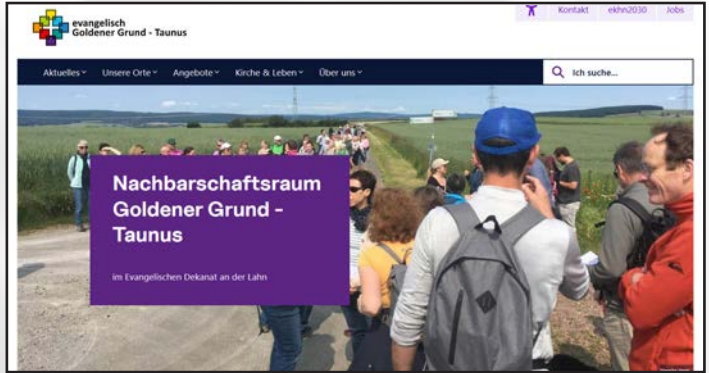 evangelisch
Goldener Grund - Taunus
Kontakt ekhn2030 Jobs
Aktuelles Unsere Orte Angebote Kirche & Leben Über uns
Ich suche...
Nachbarschaftsraum
Goldener Grund -
Taunus
im Evangelischen Dekanat an der Lahn